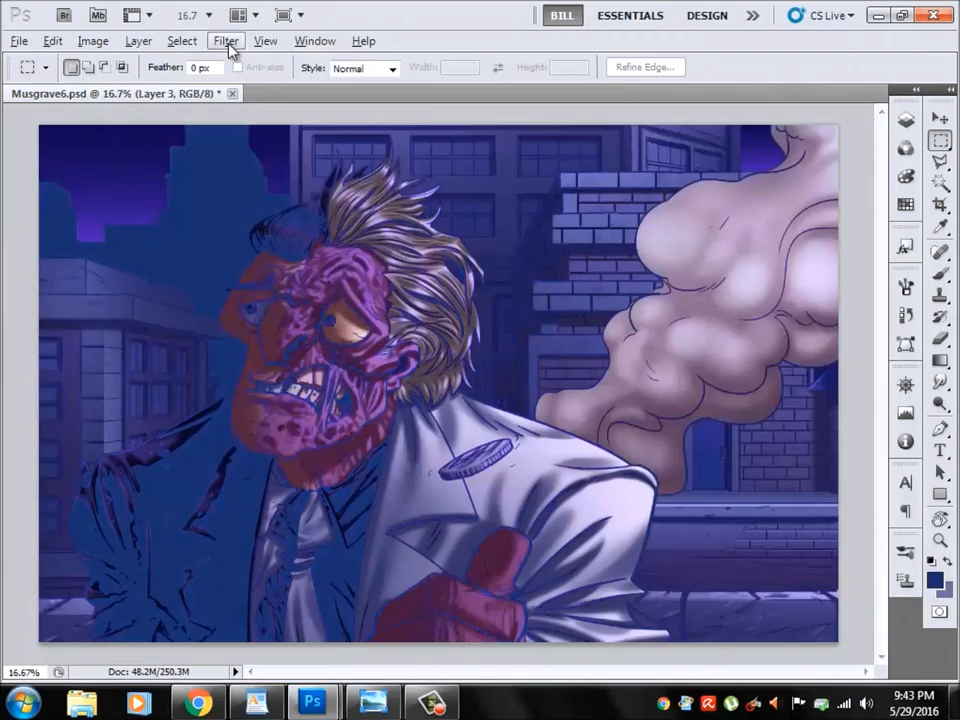 Ps Br Mb 16.7 BILL ESSENTIALS DESIGN CS Live
File Edit Image Layer Select Filter View Window Help
Feather: 0 px Anti-alias Style: Normal Width: Height: Refine Edge...
Musgrave6.psd @ 16.7% (Layer 3, RGB/8) *
16.67% Doc: 48.2M/250.3M
Ps
9:43 PM
5/29/2016